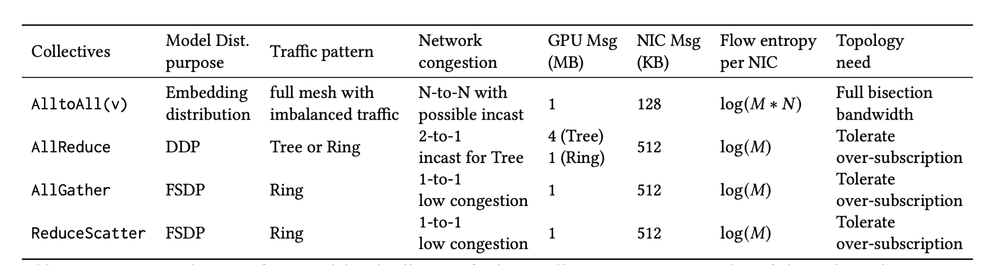 Collectives
Model Dist.
purpose
Traffic pattern
Network
congestion
GPU Msg
(MB)
NIC Msg
(KB)
Flow entropy
per NIC
Topology
need
AlltoAll(v)
Embedding
distribution
full mesh with
imbalanced traffic
N-to-N with
possible incast
1
128
log(M * N)
Full bisection
bandwidth
AllReduce
DDP
Tree or Ring
2-to-1
incast for Tree
4 (Tree)
1 (Ring)
512
log(M)
Tolerate
over-subscription
AllGather
FSDP
Ring
1-to-1
low congestion
1
512
log(M)
Tolerate
over-subscription
ReduceScatter
FSDP
Ring
1-to-1
low congestion
1
512
log(M)
Tolerate
over-subscription